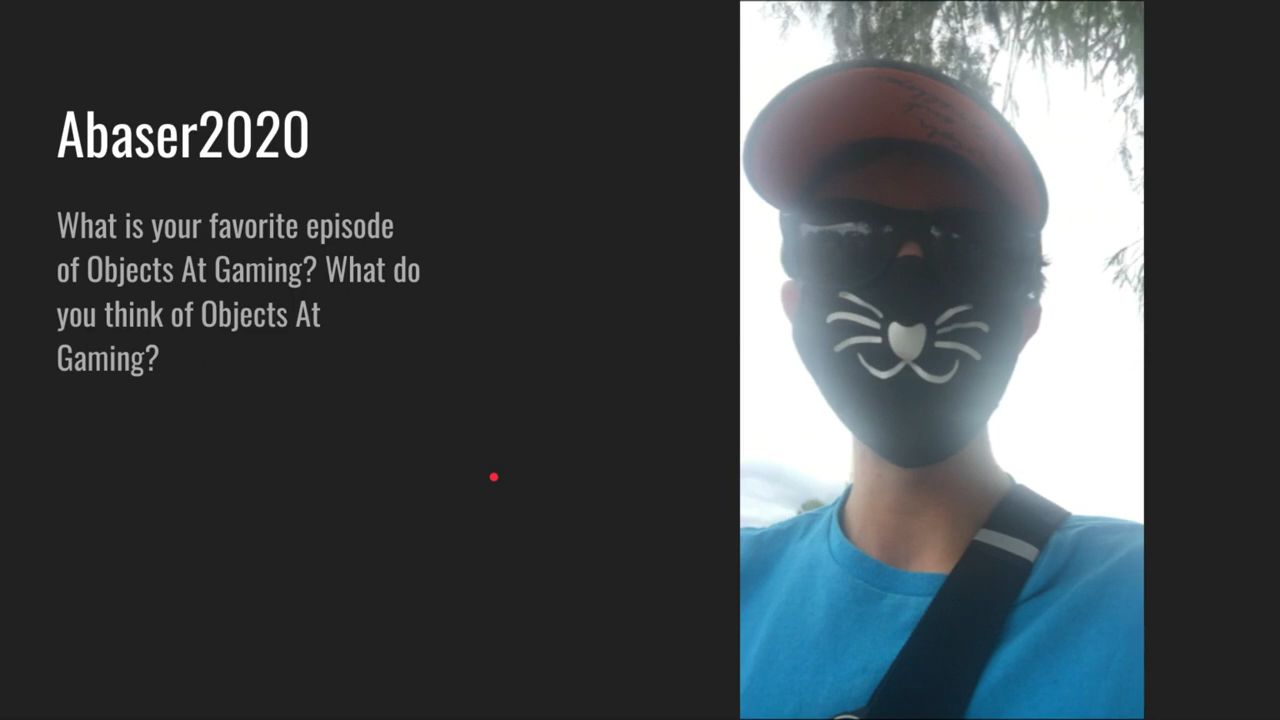 Abaser2020
What is your favorite episode
of Objects At Gaming? What do
you think of Objects At
Gaming?